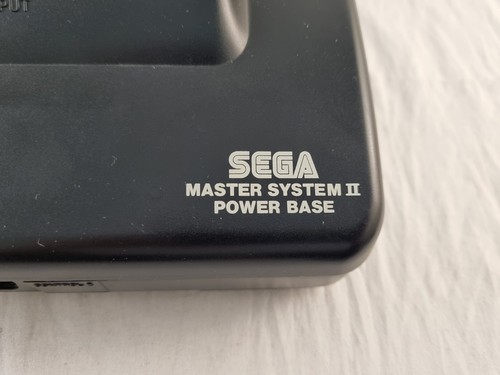 SEGA
MASTER SYSTEM II
POWER BASE